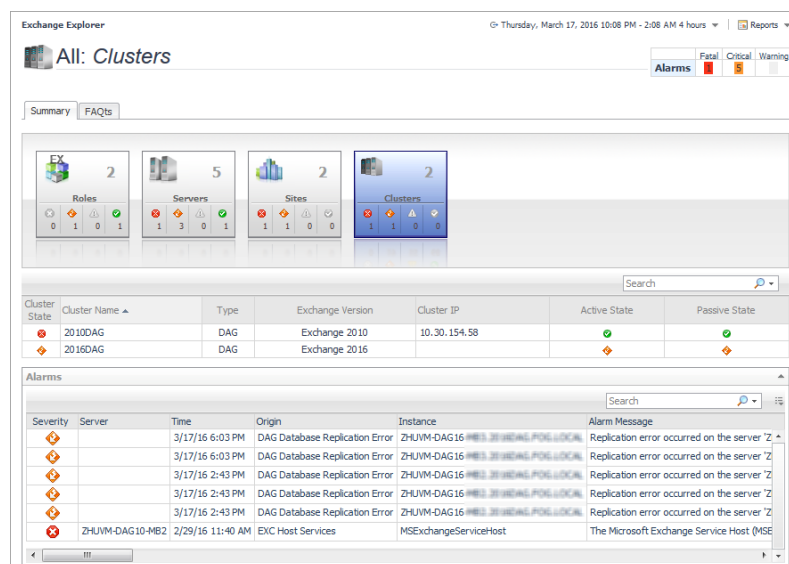 Exchange Explorer
Thursday, March 17, 2016 10:08 PM - 2:08 AM 4 hours
Reports
All: Clusters
Fatal Critical Warning
Alarms 1 5
Summary FAQts
EX
2 5 2 2
Roles Servers Sites Clusters
0 1 0 1 1 3 0 1 1 1 0 0 1 1 0 0
Search
Cluster State Cluster Name Type Exchange Version Cluster IP Active State Passive State
2010DAG DAG Exchange 2010 10.30.154.58
2016DAG DAG Exchange 2016
Alarms
Search
Severity Server Time Origin Instance Alarm Message
3/17/16 6:03 PM DAG Database Replication Error ZHUVM-DAG16 Replication error occurred on the server 'Z
3/17/16 6:03 PM DAG Database Replication Error ZHUVM-DAG16 Replication error occurred on the server 'Z
3/17/16 2:43 PM DAG Database Replication Error ZHUVM-DAG16 Replication error occurred on the server 'Z
3/17/16 2:43 PM DAG Database Replication Error ZHUVM-DAG16 Replication error occurred on the server 'Z
3/17/16 2:43 PM DAG Database Replication Error ZHUVM-DAG16 Replication error occurred on the server 'Z
ZHUVM-DAG10-MB2 2/29/16 11:40 AM EXC Host Services MSExchangeServiceHost The Microsoft Exchange Service Host (MSE